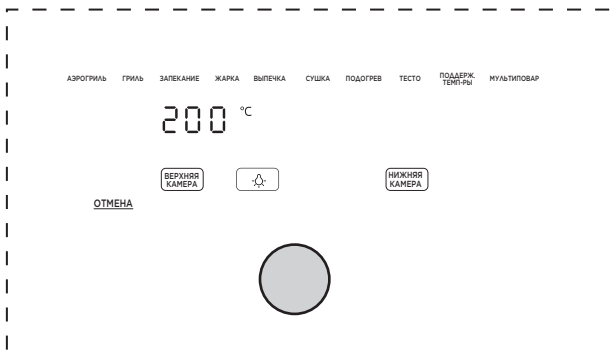 АЭРОГРИЛЬ ГРИЛЬ ЗАПЕКАНИЕ ЖАРКА ВЫПЕЧКА СУШКА ПОДОГРЕВ ТЕСТО ПОДДЕРЖ. ТЕМП-РЫ МУЛЬТИПОВАР
200 °C
ВЕРХНЯЯ КАМЕРА
НИЖНЯЯ КАМЕРА
ОТМЕНА